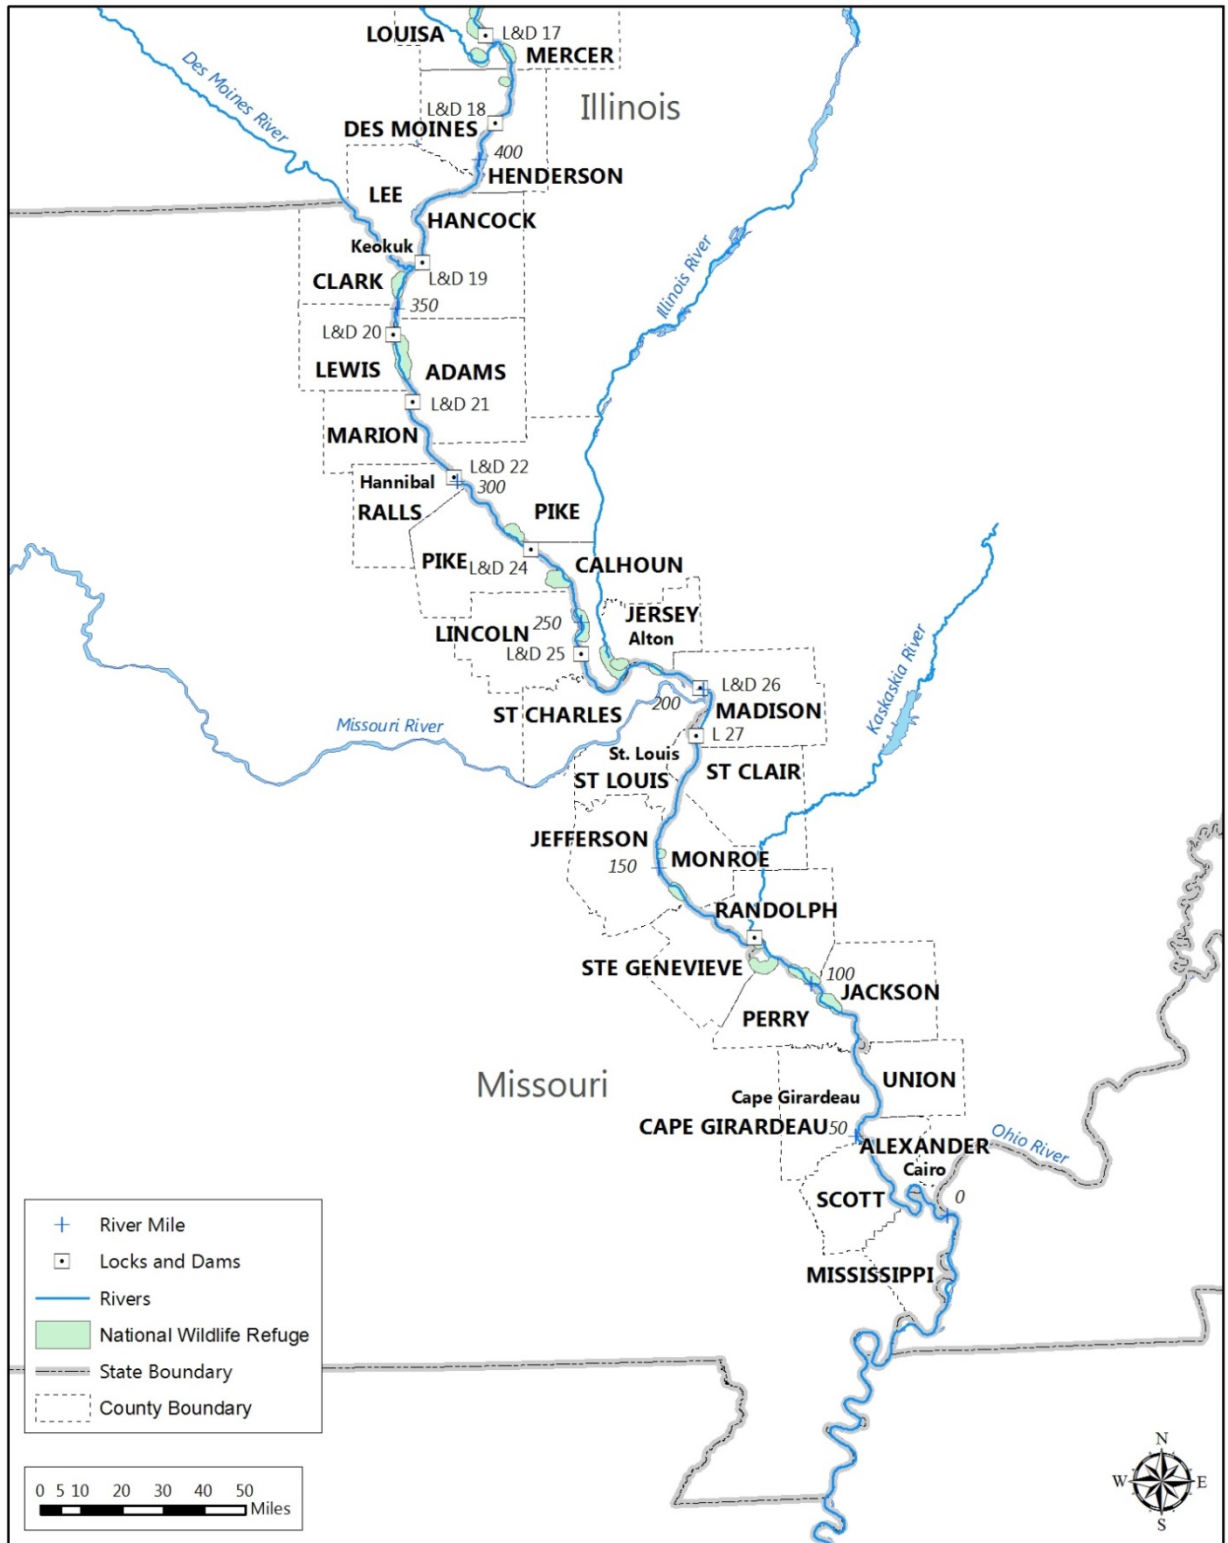 LOUISA
L&D 17
MERCER
Des Moines River
Illinois
L&D 18
DES MOINES
400
HENDERSON
LEE
HANCOCK
Keokuk
L&D 19
CLARK
350
Illinois River
L&D 20
LEWIS
ADAMS
L&D 21
MARION
L&D 22
Hannibal
300
RALLS
PIKE
PIKE
L&D 24
CALHOUN
JERSEY
250
LINCOLN
Alton
L&D 25
L&D 26
200
ST CHARLES
MADISON
Missouri River
Kaskaskia River
L 27
St. Louis
ST LOUIS
ST CLAIR
JEFFERSON
150
MONROE
RANDOLPH
STE GENEVIEVE
100
JACKSON
PERRY
Missouri
UNION
Cape Girardeau
CAPE GIRARDEAU
50
ALEXANDER
Ohio River
Cairo
SCOTT
0
MISSISSIPPI
River Mile
Locks and Dams
Rivers
National Wildlife Refuge
State Boundary
County Boundary
0 5 10 20 30 40 50
Miles
N
W E
S